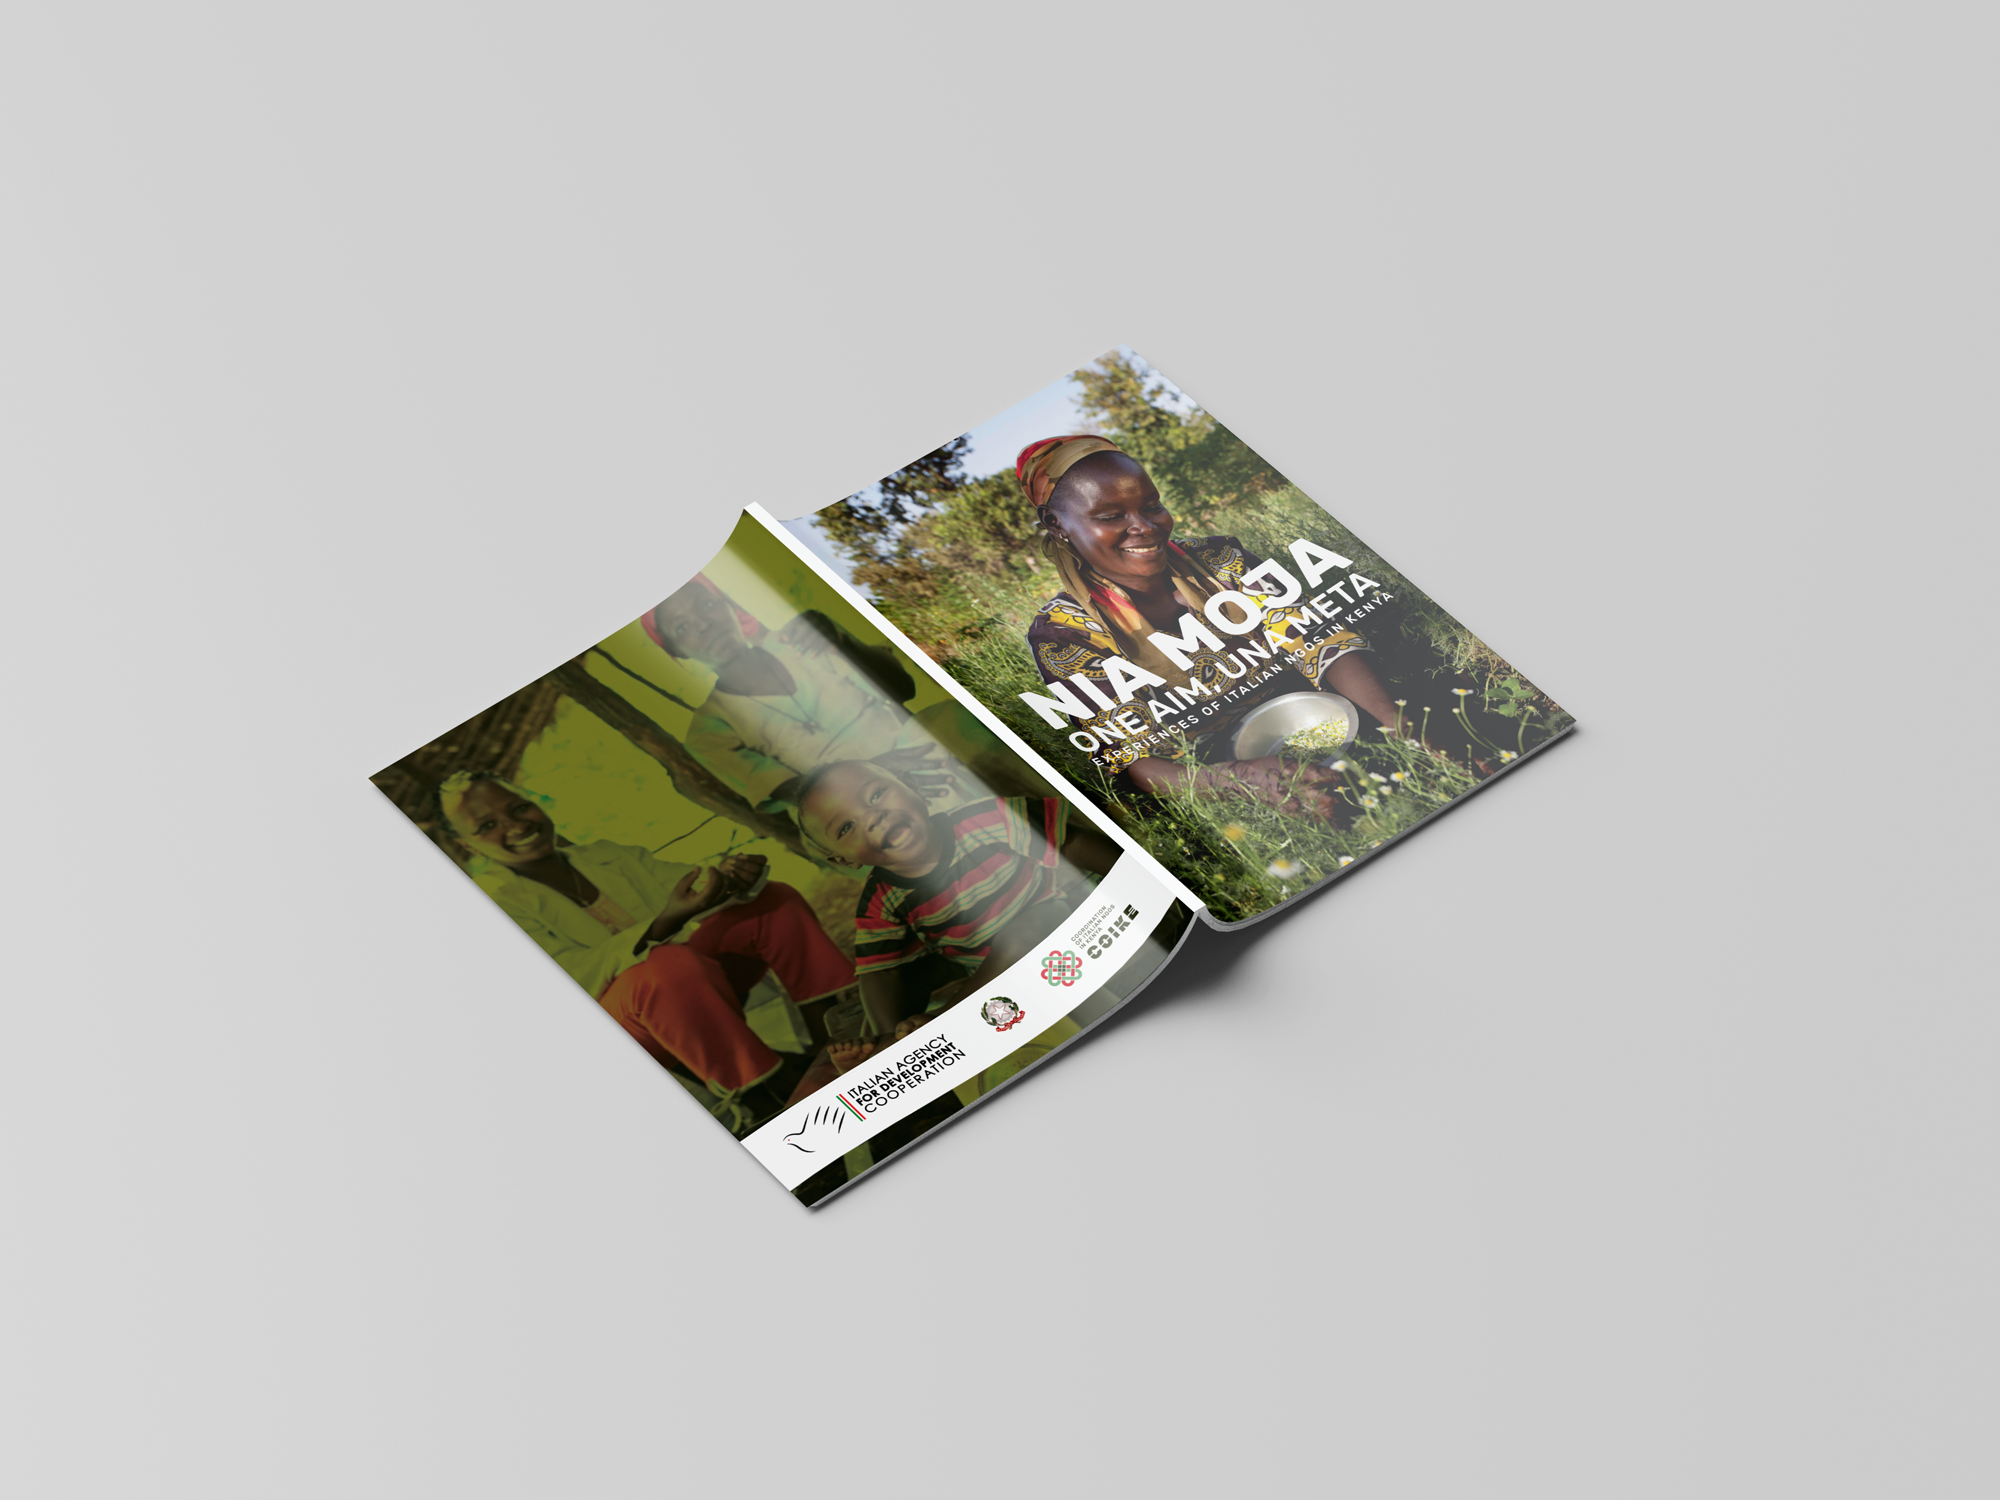 NIA MOJA
ONE AIM, UNA META
EXPERIENCES OF ITALIAN NGOS IN KENYA
ITALIAN AGENCY
FOR DEVELOPMENT
COOPERATION
COORDINATION
OF ITALIAN NGOS
IN KENYA
COIKE